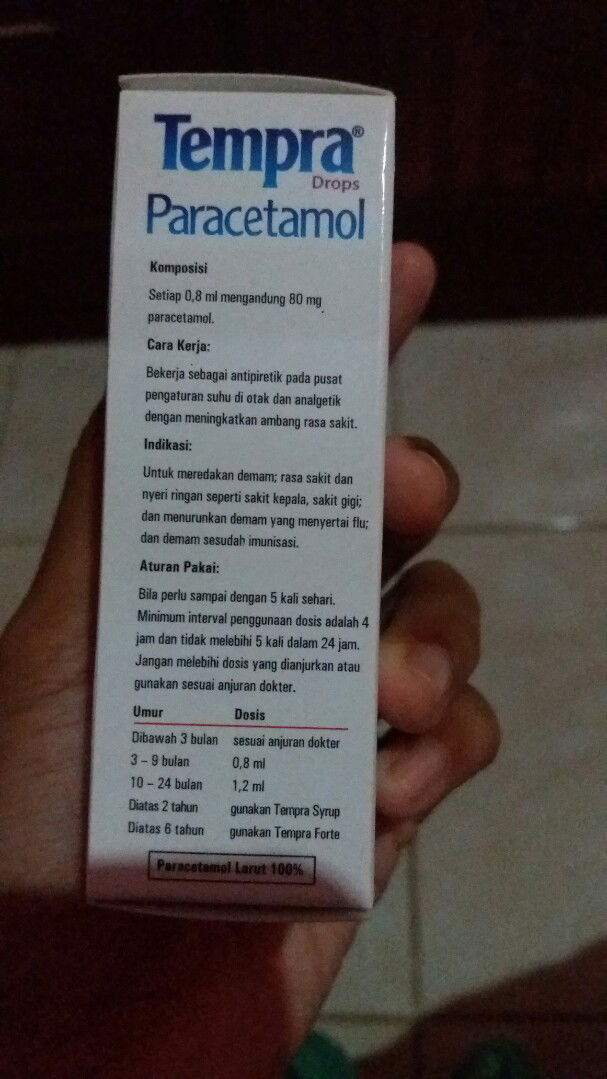 Tempra®
Drops
Paracetamol
Komposisi
Setiap 0,8 ml mengandung 80 mg
paracetamol.
Cara Kerja:
Bekerja sebagai antipiretik pada pusat
pengaturan suhu di otak dan analgetik
dengan meningkatkan ambang rasa sakit.
Indikasi:
Untuk meredakan demam; rasa sakit dan
nyeri ringan seperti sakit kepala, sakit gigi;
dan menurunkan demam yang menyertai flu;
dan demam sesudah imunisasi.
Aturan Pakai:
Bila perlu sampai dengan 5 kali sehari.
Minimum interval penggunaan dosis adalah 4
jam dan tidak melebihi 5 kali dalam 24 jam.
Jangan melebihi dosis yang dianjurkan atau
gunakan sesuai anjuran dokter.
Umur Dosis
Dibawah 3 bulan sesuai anjuran dokter
3 – 9 bulan 0,8 ml
10 – 24 bulan 1,2 ml
Diatas 2 tahun gunakan Tempra Syrup
Diatas 6 tahun gunakan Tempra Forte
Paracetamol Larut 100%